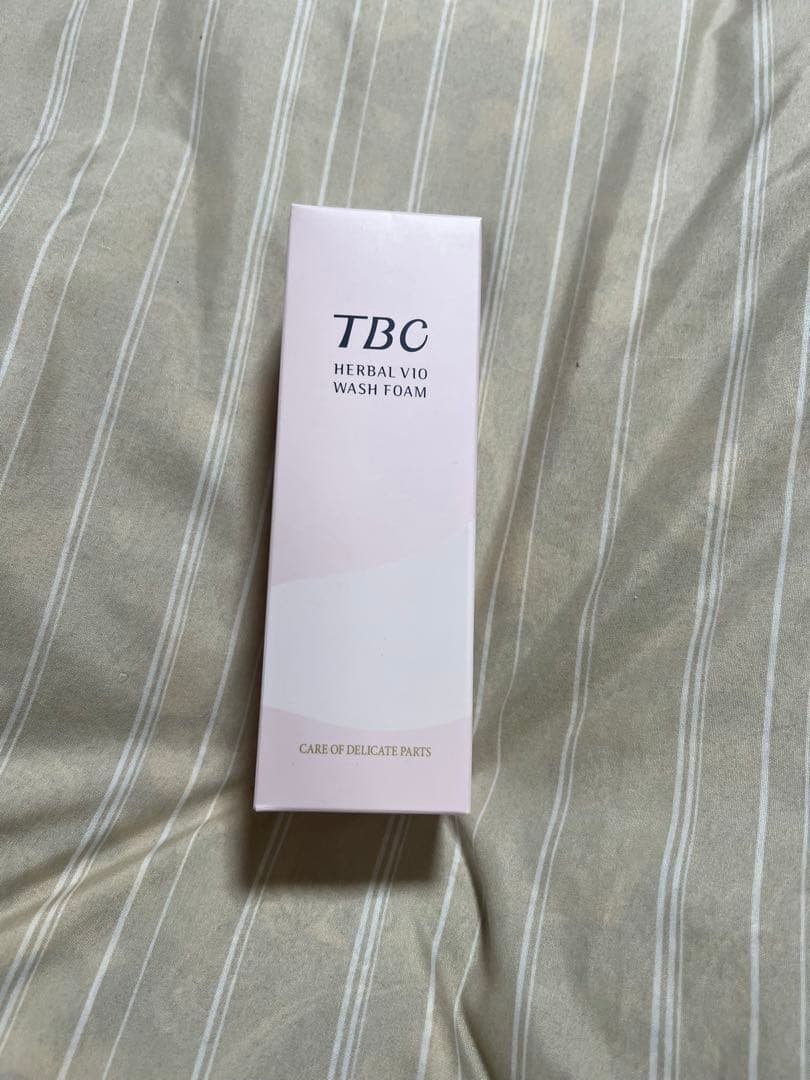 TBC
HERBAL VIO
WASH FOAM
CARE OF DELICATE PARTS